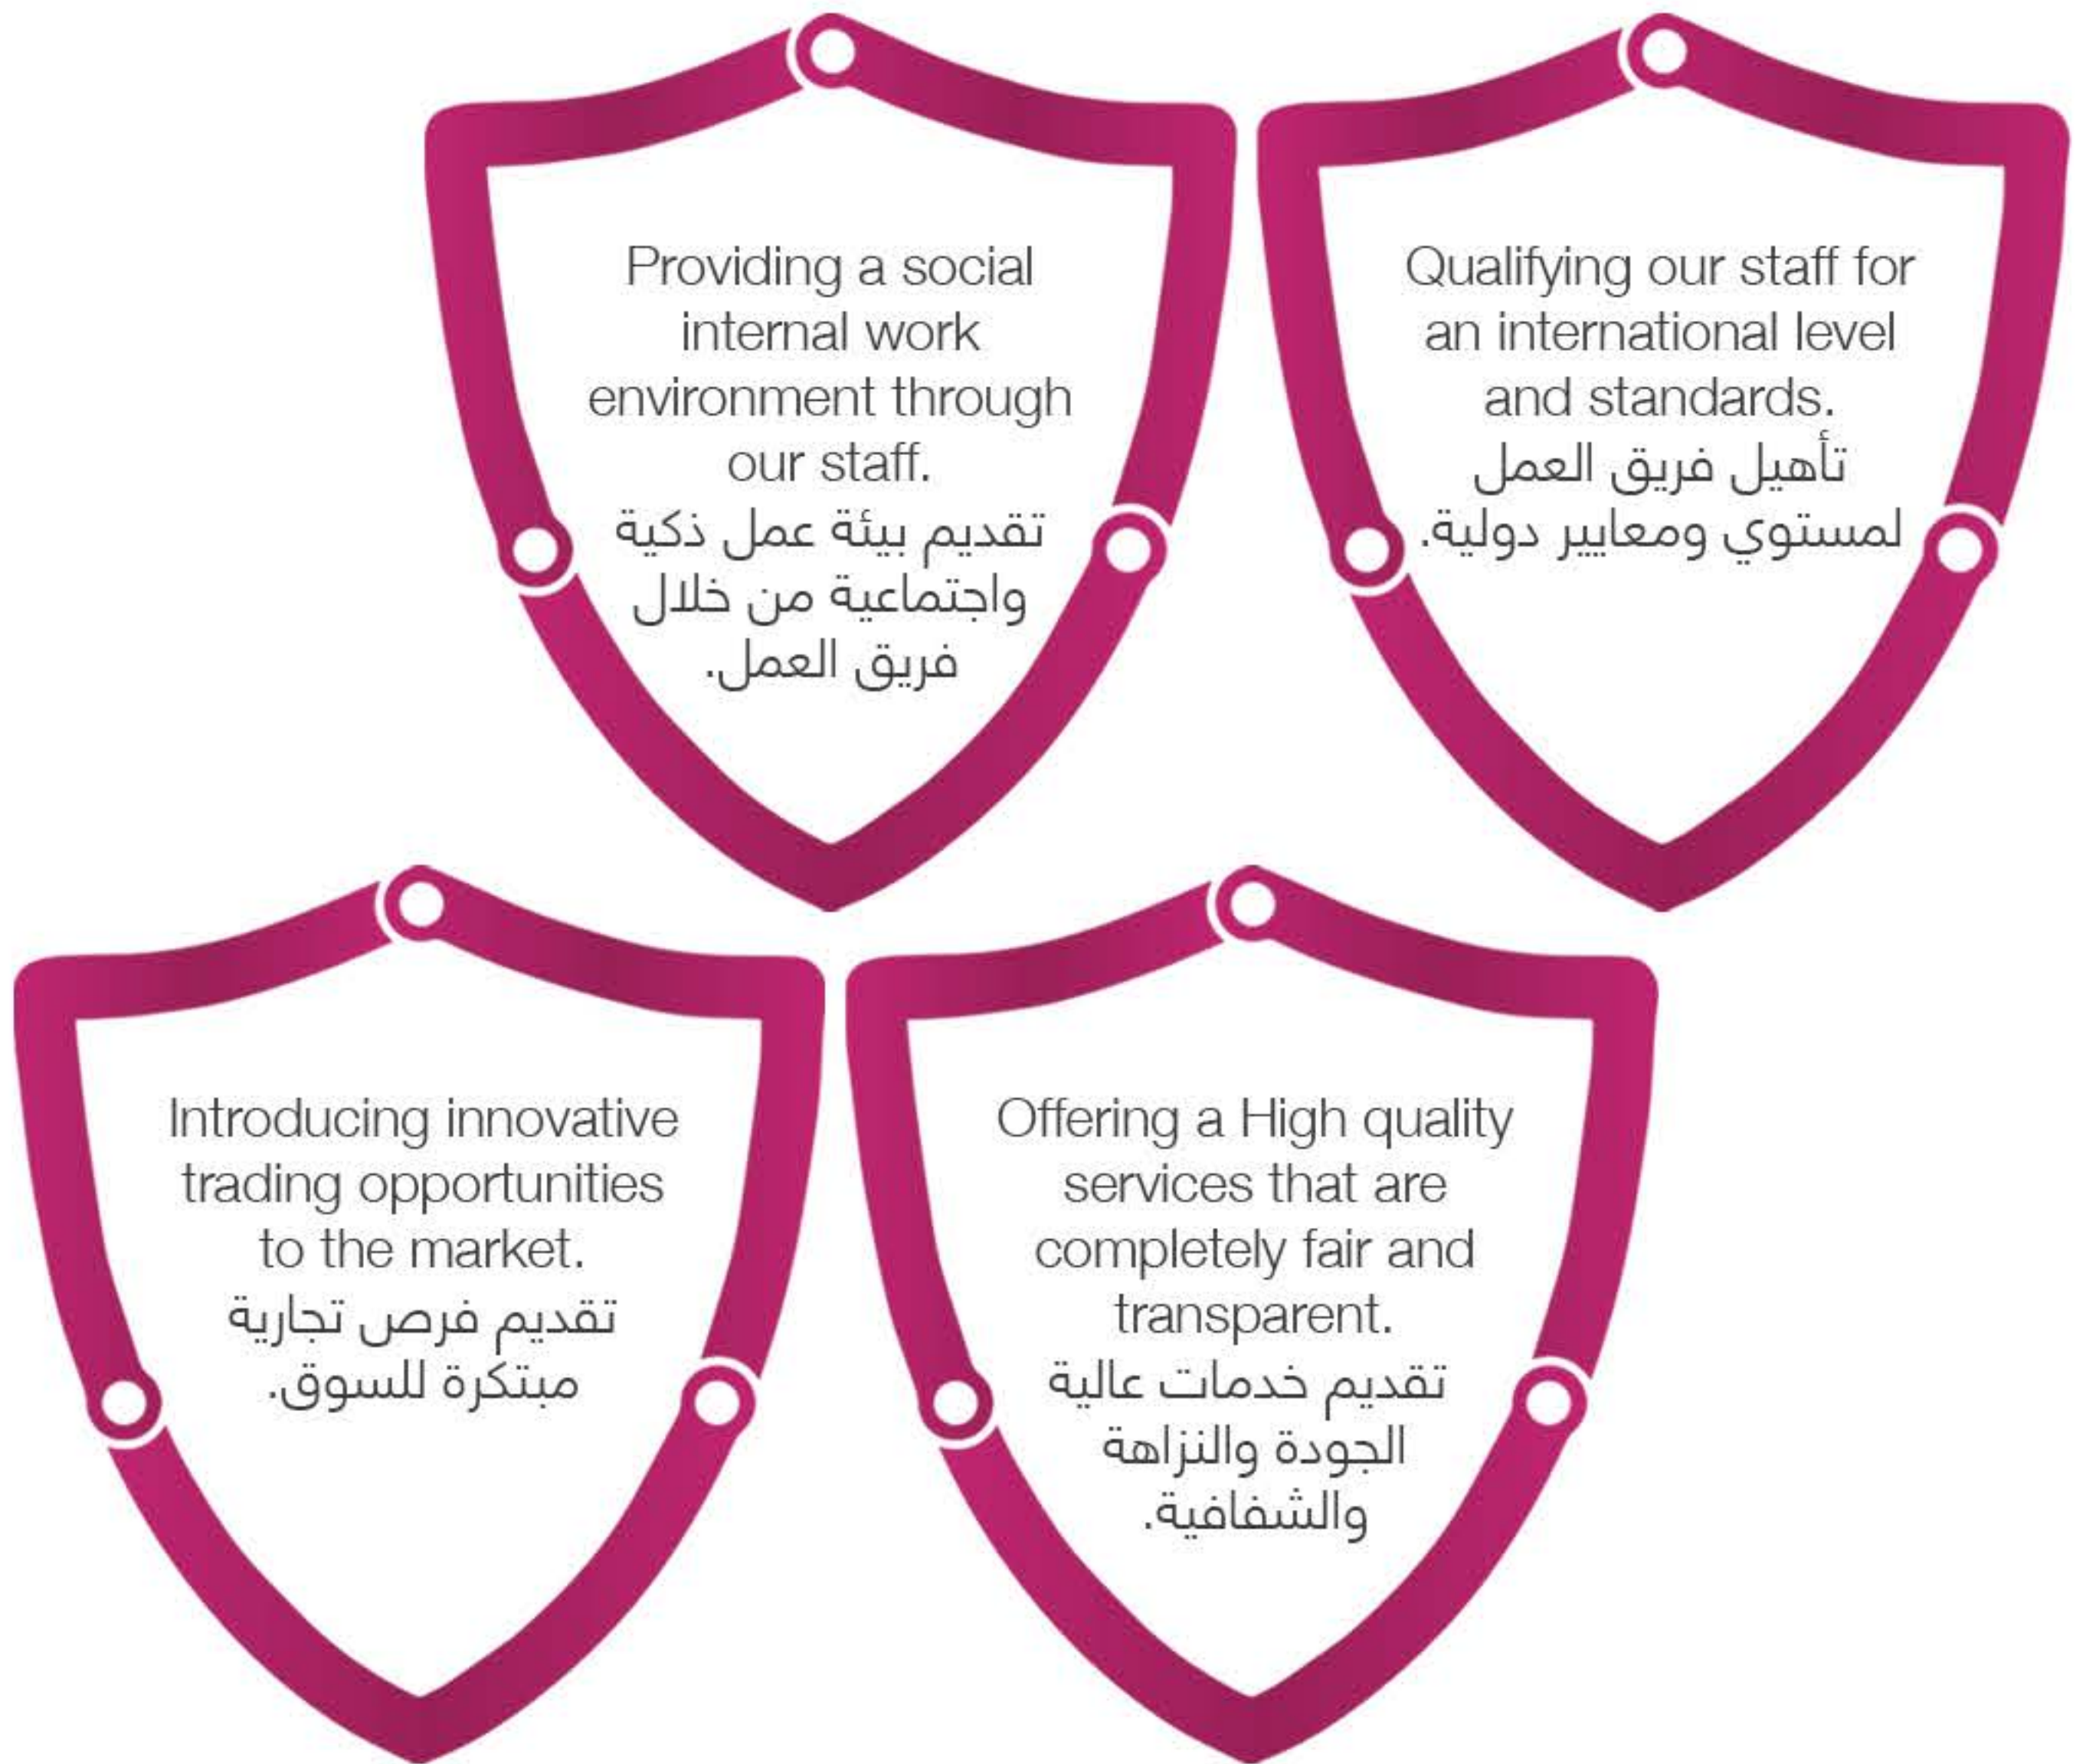 Providing a social
internal work
environment through
our staff.
تقديم بيئة عمل ذكية
واجتماعية من خلال
فريق العمل.
Qualifying our staff for
an international level
and standards.
تأهيل فريق العمل
لمستوي ومعايير دولية.
Introducing innovative
trading opportunities
to the market.
تقديم فرص تجارية
مبتكرة للسوق.
Offering a High quality
services that are
completely fair and
transparent.
تقديم خدمات عالية
الجودة والنزاهة
والشفافية.